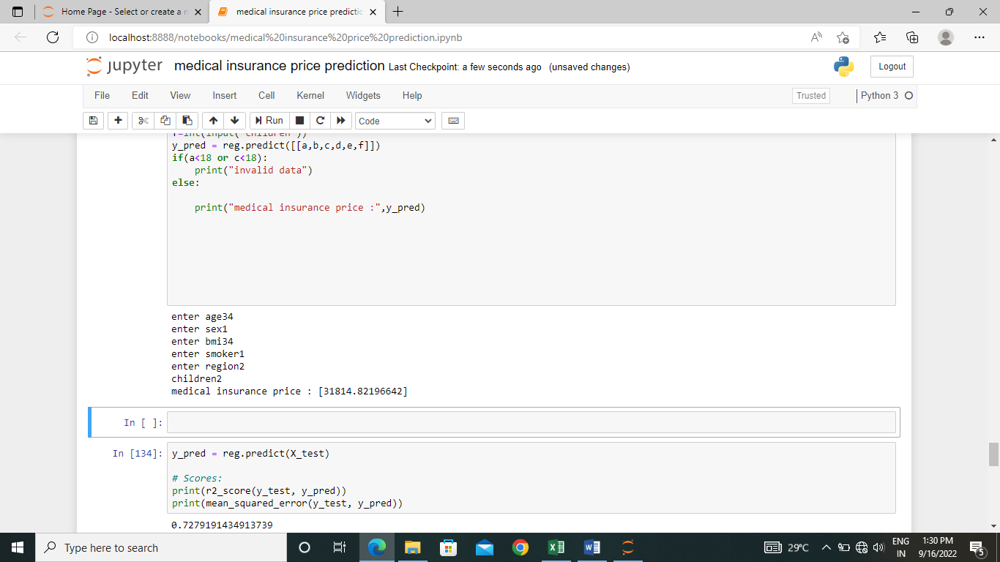 Home Page - Select or create a n
medical insurance price predictic
localhost:8888/notebooks/medical%20insurance%20price%20prediction.ipynb
jupyter medical insurance price prediction Last Checkpoint: a few seconds ago (unsaved changes)
Logout
File Edit View Insert Cell Kernel Widgets Help
Trusted
Python 3
Run
Code
f=int(input("children"))
y_pred = reg.predict([[a,b,c,d,e,f]])
if(a<18 or c<18):
print("invalid data")
else:
print("medical insurance price :",y_pred)
enter age34
enter sex1
enter bmi34
enter smoker1
enter region2
children2
medical insurance price : [31814.82196642]
In [ ]:
In [134]:
y_pred = reg.predict(X_test)
# Scores:
print(r2_score(y_test, y_pred))
print(mean_squared_error(y_test, y_pred))
0.7279191434913739
Type here to search
29°C
ENG
IN
1:30 PM
9/16/2022
5